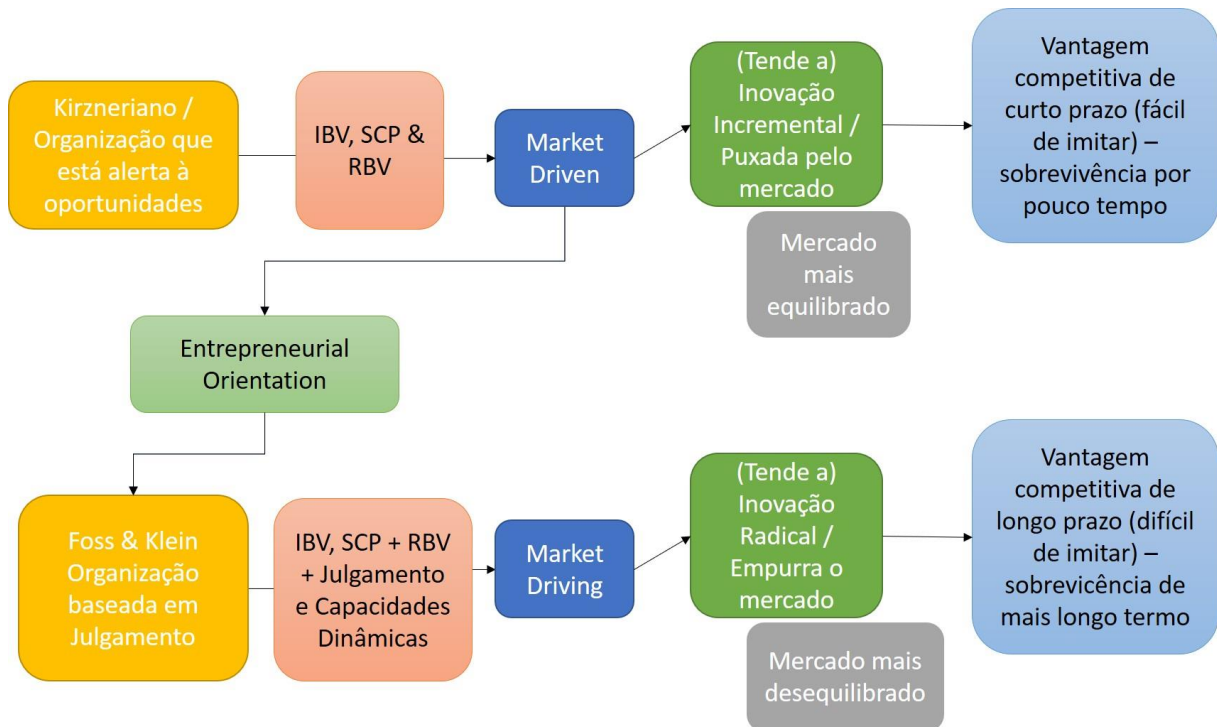 Kirzneriano /
Organização que
está alerta à
oportunidades
IBV, SCP &
RBV
Market
Driven
(Tende a)
Inovação
Incremental /
Puxada pelo
mercado
Vantagem
competitiva de
curto prazo (fácil
de imitar) –
sobrevivência por
pouco tempo
Mercado
mais
equilibrado
Entrepreneurial
Orientation
Foss & Klein
Organização
baseada em
Julgamento
IBV, SCP + RBV
+ Julgamento
e Capacidades
Dinâmicas
Market
Driving
(Tende a)
Inovação
Radical /
Empurra o
mercado
Vantagem
competitiva de
longo prazo (difícil
de imitar) –
sobrevicência de
mais longo termo
Mercado mais
desequilibrado